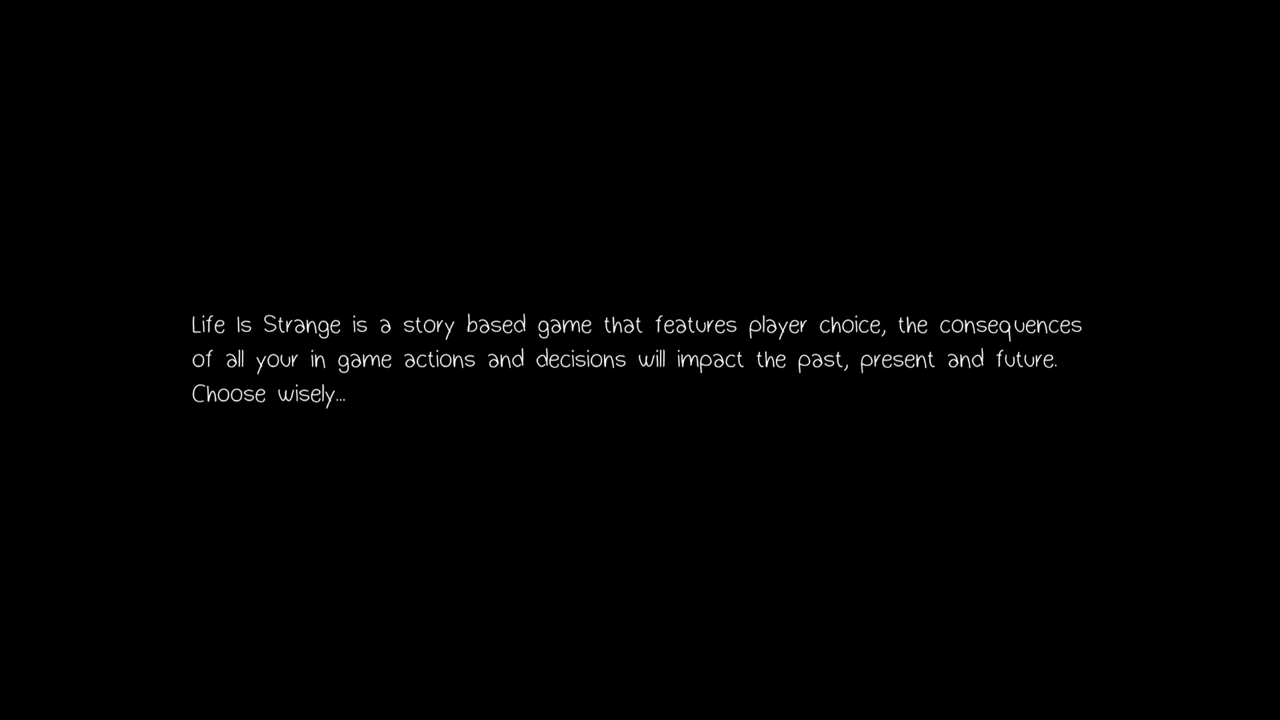 Life Is Strange is a story based game that features player choice, the consequences
of all your in game actions and decisions will impact the past, present and future.
Choose wisely...